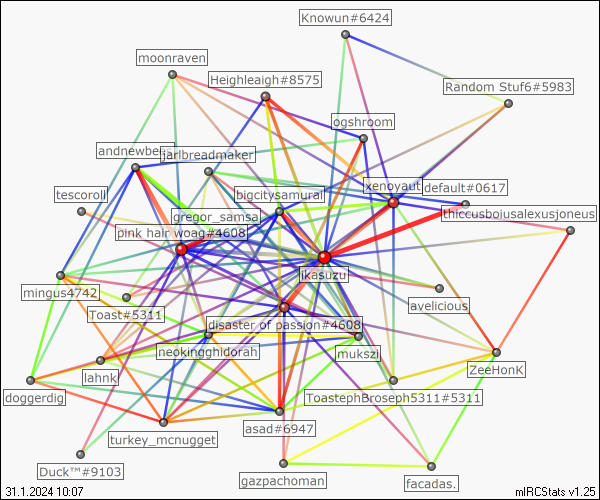 Knowun#6424
moonraven
Heighleaigh#8575
Random Stuf6#5983
ogshroom
andnewbe
jarlbreadmaker
xenoyaut
default#0617
tescoroll
bigcitysamurai
gregor_samsa
thiccusboiusalexusjoneus
pink hair woag#4608
ikasuzu
mingus4742
avelicious
Toast#5311
disaster of passion#4608
neokingghidorah
mukszi
lahnk
ZeeHonK
doggerdig
ToastephBroseph5311#5311
asad#6947
turkey_mcnugget
Duck™#9103
gazpachoman
facadas.
31.1.2024 10:07
mIRCStats v1.25